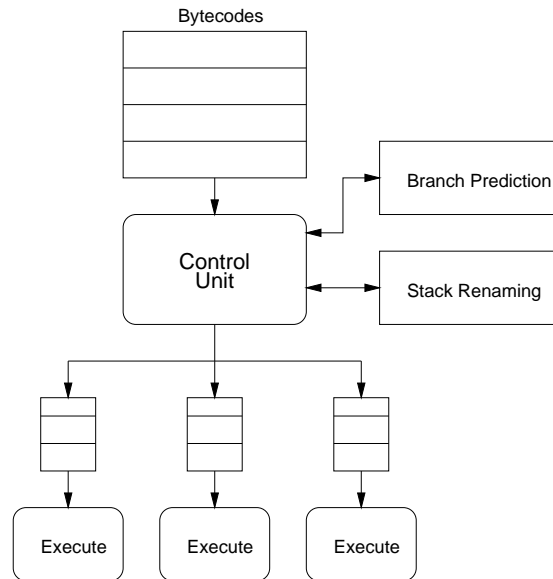 Bytecodes
Branch Prediction
Control
Unit
Stack Renaming
Execute
Execute
Execute